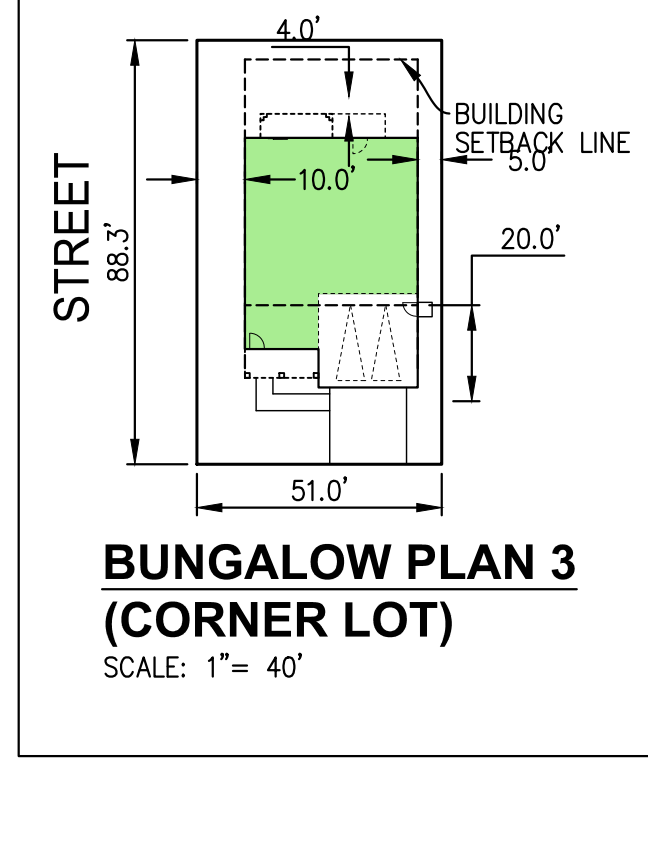 4.0'
BUILDING
SETBACK LINE
5.0'
10.0'
STREET
88.3'
20.0'
51.0'
BUNGALOW PLAN 3
(CORNER LOT)
SCALE: 1"= 40'